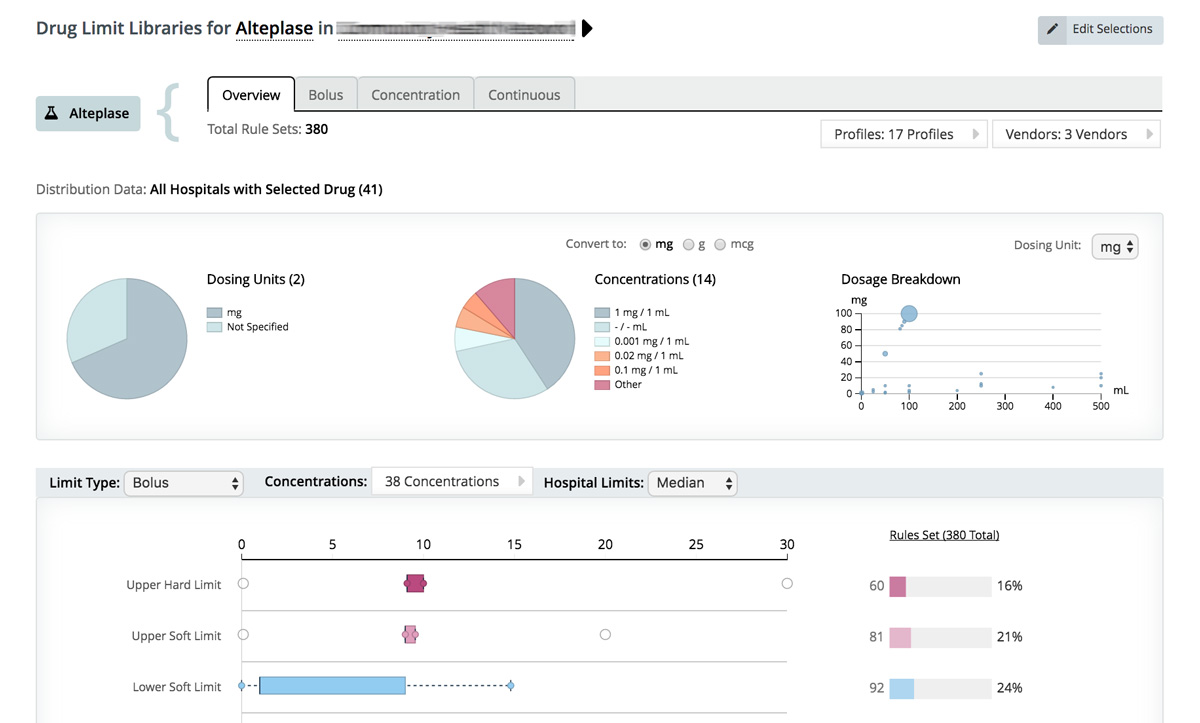 Drug Limit Libraries for Alteplase in
Edit Selections
Alteplase
Overview Bolus Concentration Continuous
Total Rule Sets: 380
Profiles: 17 Profiles Vendors: 3 Vendors
Distribution Data: All Hospitals with Selected Drug (41)
Convert to: mg g mcg
Dosing Unit: mg
Dosing Units (2)
mg
Not Specified
Concentrations (14)
1 mg / 1 mL
- / - mL
0.001 mg / 1 mL
0.02 mg / 1 mL
0.1 mg / 1 mL
Other
Dosage Breakdown
mg
100
80
60
40
20
0
mL
0 100 200 300 400 500
Limit Type: Bolus Concentrations: 38 Concentrations Hospital Limits: Median
0 5 10 15 20 25 30
Rules Set (380 Total)
Upper Hard Limit 60 16%
Upper Soft Limit 81 21%
Lower Soft Limit 92 24%